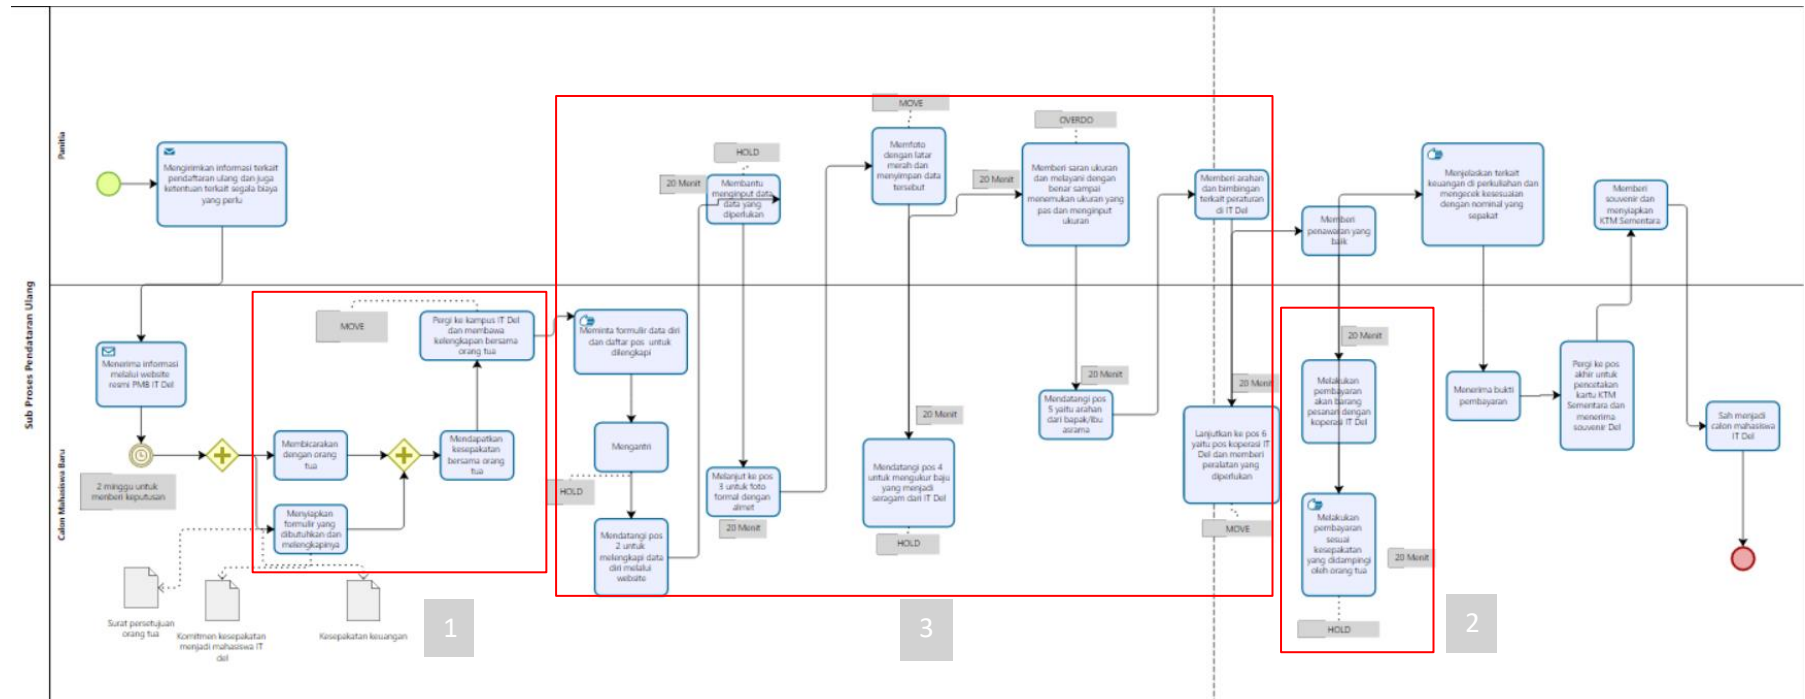 Sub Proses Pendataran Ulang
Panitia
Calon Mahasiswa Baru
Mengirimkan informasi terkait
pendaftaran ulang dan juga
ketentuan terkait segala biaya
yang perlu
Menerima informasi
melalui website
resmi PMB IT Del
2 minggu untuk
menberi keputusan
Membicarakan
dengan orang
tua
Menyiapkan
formulir yang
dibutuhkan dan
melengkapinya
Surat persetujuan
orang tua
Komitmen kesepakatan
menjadi mahasiswa IT
del
Kesepakatan keuangan
Mendapatkan
kesepakatan
bersama orang
tua
MOVE
Pergi ke kampus IT Del
dan membawa
kelengkapan bersama
orang tua
1
Meminta formulir data diri
dan daftar pos untuk
dilengkapi
Mengantri
HOLD
Mendatangi pos
2 untuk
melengkapi data
diri melalui
website
HOLD
20 Menit
Membantu
menginput data
data yang
diperlukan
Melanjut ke pos
3 untuk foto
formal dengan
almet
20 Menit
MOVE
Memfoto
dengan latar
merah dan
menyimpan data
tersebut
20 Menit
Mendatangi pos 4
untuk mengukur baju
yang menjadi
seragam dari IT Del
HOLD
3
OVERDO
20 Menit
Memberi saran ukuran
dan melayani dengan
benar sampai
menemukan ukuran yang
pas dan menginput
ukuran
20 Menit
Mendatangi pos
5 yaitu arahan
dari bapak/ibu
asrama
Memberi arahan
dan bimbingan
terkait peraturan
di IT Del
20 Menit
Lanjutkan ke pos 6
yaitu pos koperasi IT
Del dan memberi
peralatan yang
diperlukan
MOVE
Memberi
penawaran yang
baik
20 Menit
Melakukan
pembayaran
akan barang
pesanan dengan
koperasi IT Del
Melakukan
pembayaran
sesuai
kesepakatan
yang didampingi
oleh orang tua
20 Menit
HOLD
2
Menjelaskan terkait
keuangan di perkuliahan dan
mengecek kesesuaian
dengan nominal yang
sepakat
Menerima bukti
pembayaran
Pergi ke pos
akhir untuk
pencetakan
kartu KTM
Sementara dan
menerima
souvenir Del
Memberi
souvenir dan
menyiapkan
KTM Sementara
Sah menjadi
calon mahasiswa
IT Del